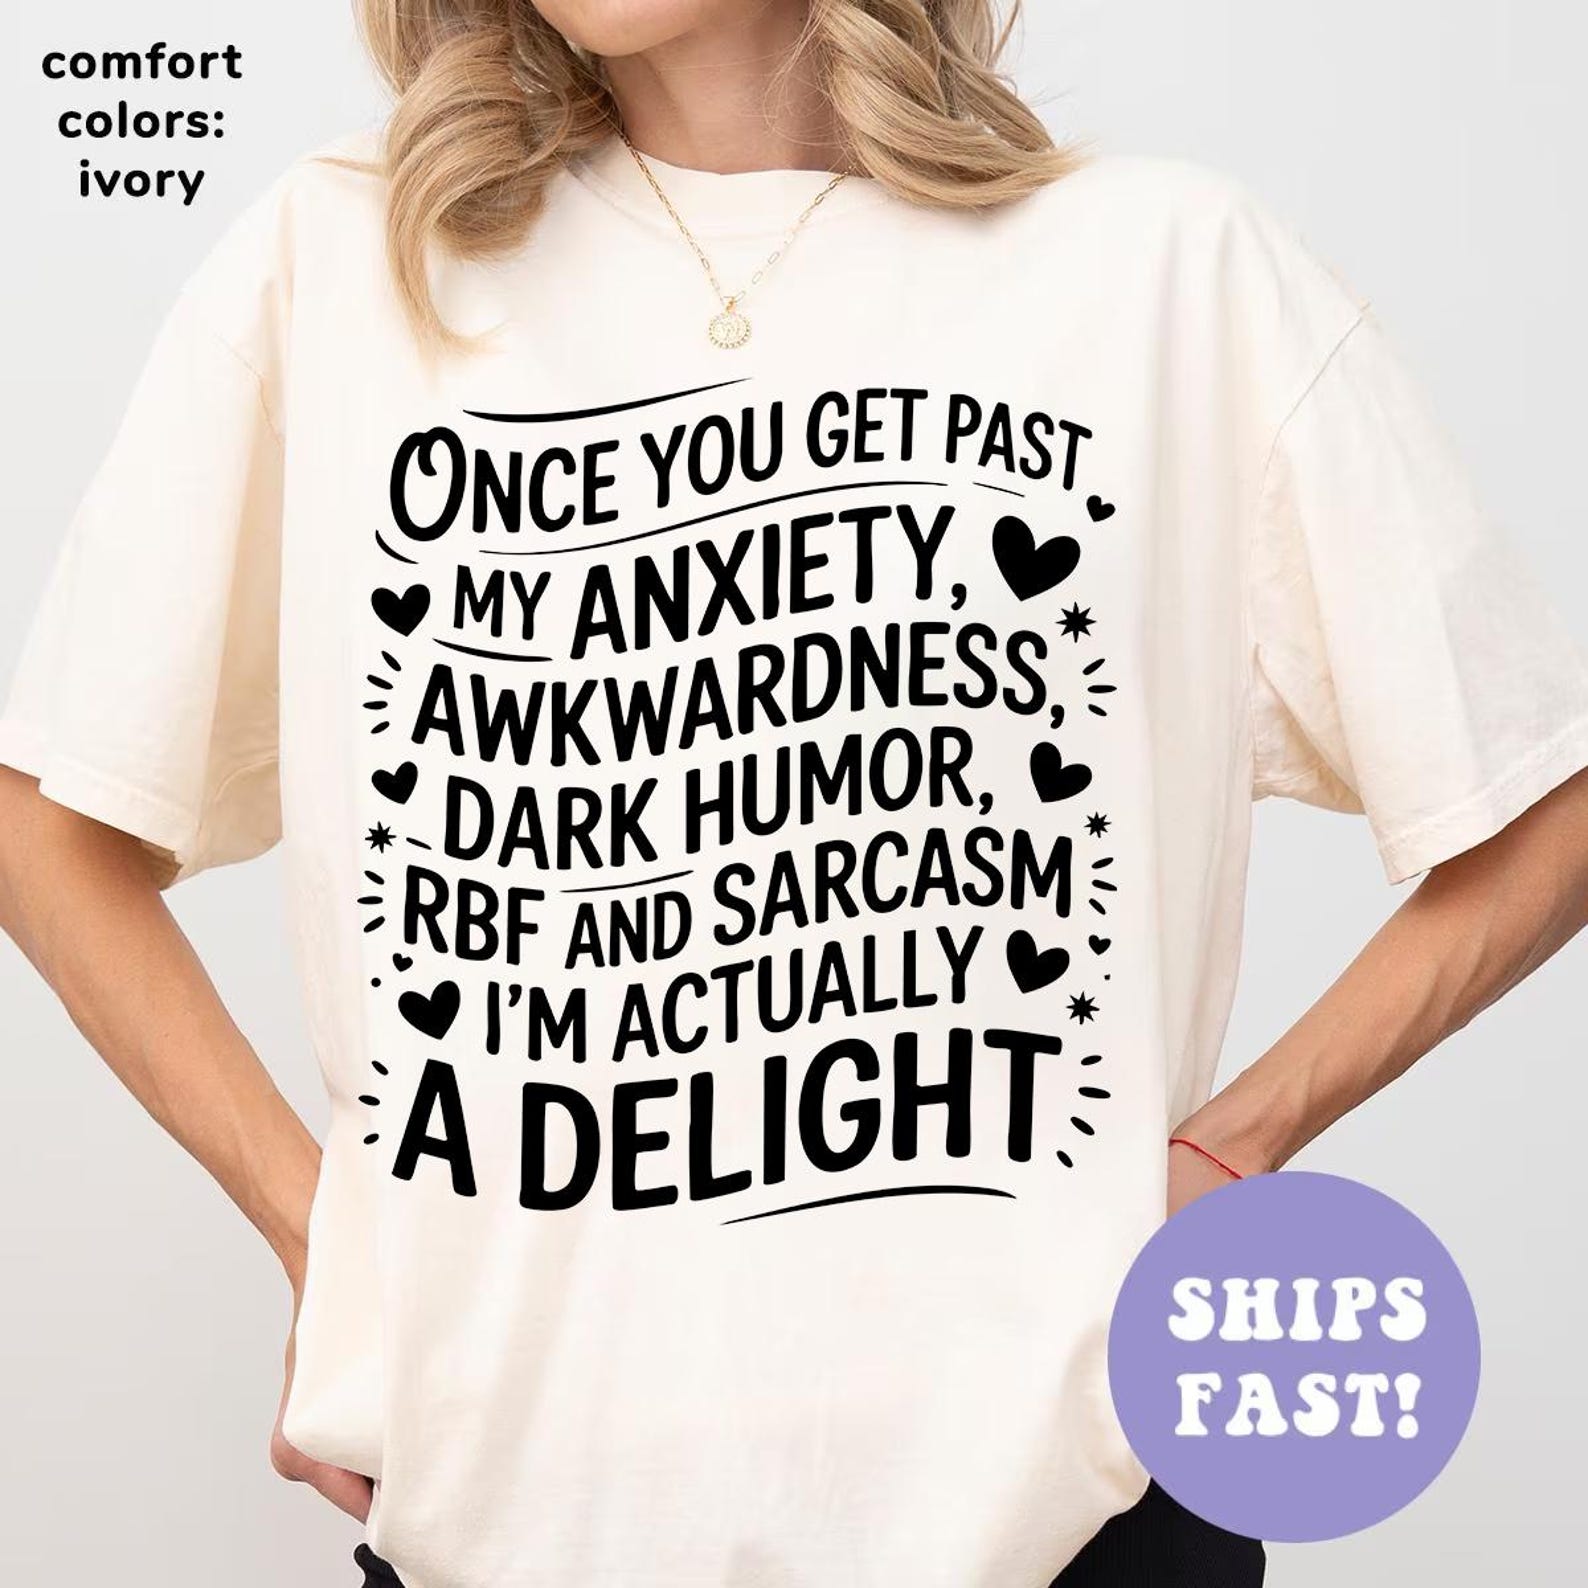 comfort
colors:
ivory
ONCE YOU GET PAST
MY ANXIETY,
AWKWARDNESS,
DARK HUMOR,
RBF AND SARCASM
I'M ACTUALLY
A DELIGHT
SHIPS
FAST!